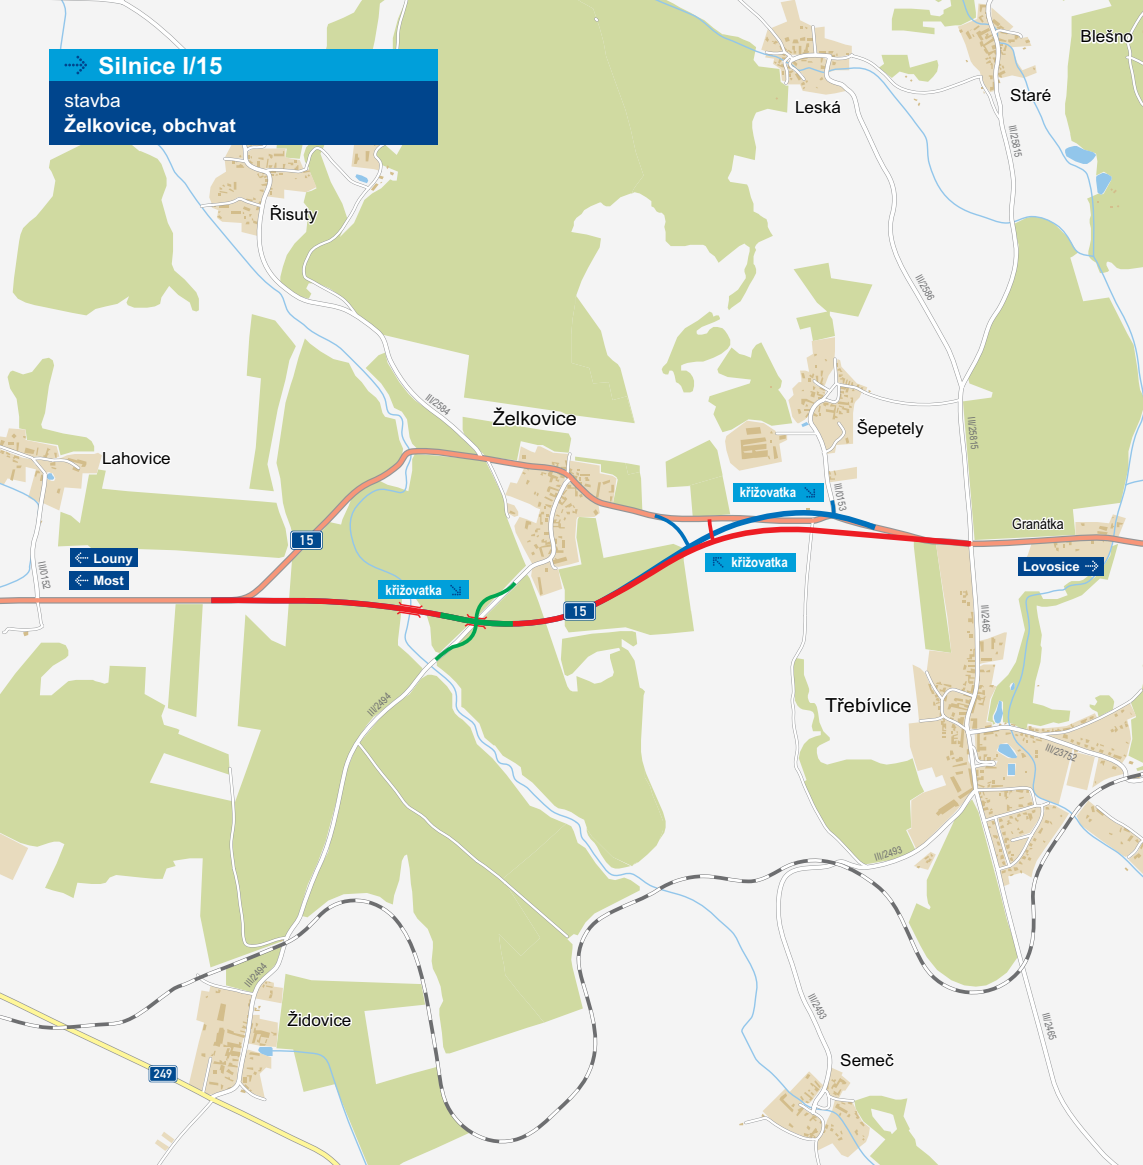 Silnice I/15
stavba
Želkovice, obchvat
Blešno
Leská
Staré
III/25815
Řisuty
III/2586
III/2584
Želkovice
Šepetely
III/25815
Lahovice
křižovatka
III/0153
Granátka
15
Louny
Most
křižovatka
Lovosice
III/0152
křižovatka
15
III/2465
III/2494
Třebívlice
III/23752
III/2493
III/2494
Židovice
III/2493
III/2465
Semeč
249